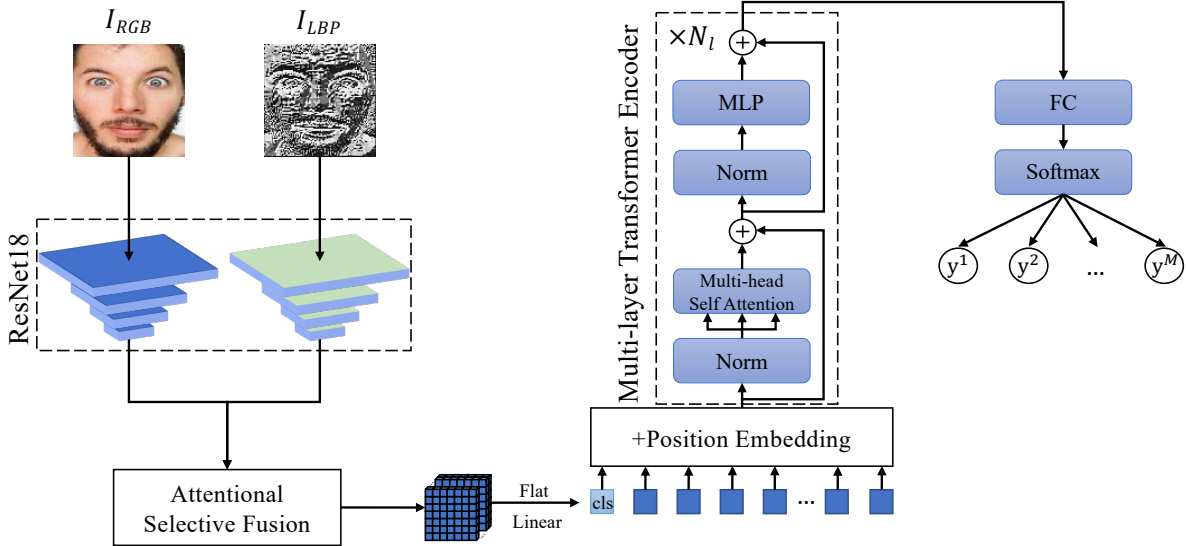 I_RGB
I_LBP
ResNet18
Attentional
Selective Fusion
Flat
Linear
cls
...
+Position Embedding
Multi-layer Transformer Encoder
×N_l
+
MLP
Norm
+
Multi-head
Self Attention
Norm
FC
Softmax
y^1
y^2
...
y^M